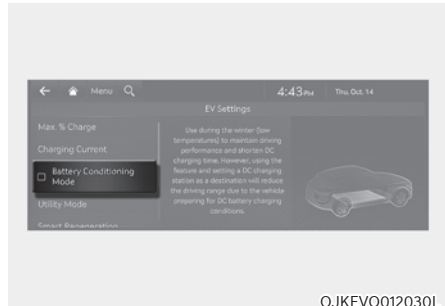 Menu
4:43 PM Thu, Oct. 14
EV Settings
Max. % Charge
Charging Current
Battery Conditioning
Mode
Utility Mode
Smart Regenerating
Use during the winter (low
temperatures) to maintain driving
performance and shorten DC
charging time. However, using the
feature and setting a DC charging
station as a destination will reduce
the driving range due to the vehicle
preparing for DC battery charging
conditions.
OJKEVQ012030L